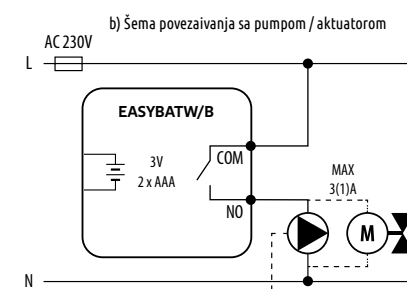 b) Šema povezaivanja sa pumpom / aktuatorom
AC 230V
L
EASYBATW/B
3V
2 x AAA
COM
NO
MAX
3(1)A
M
N